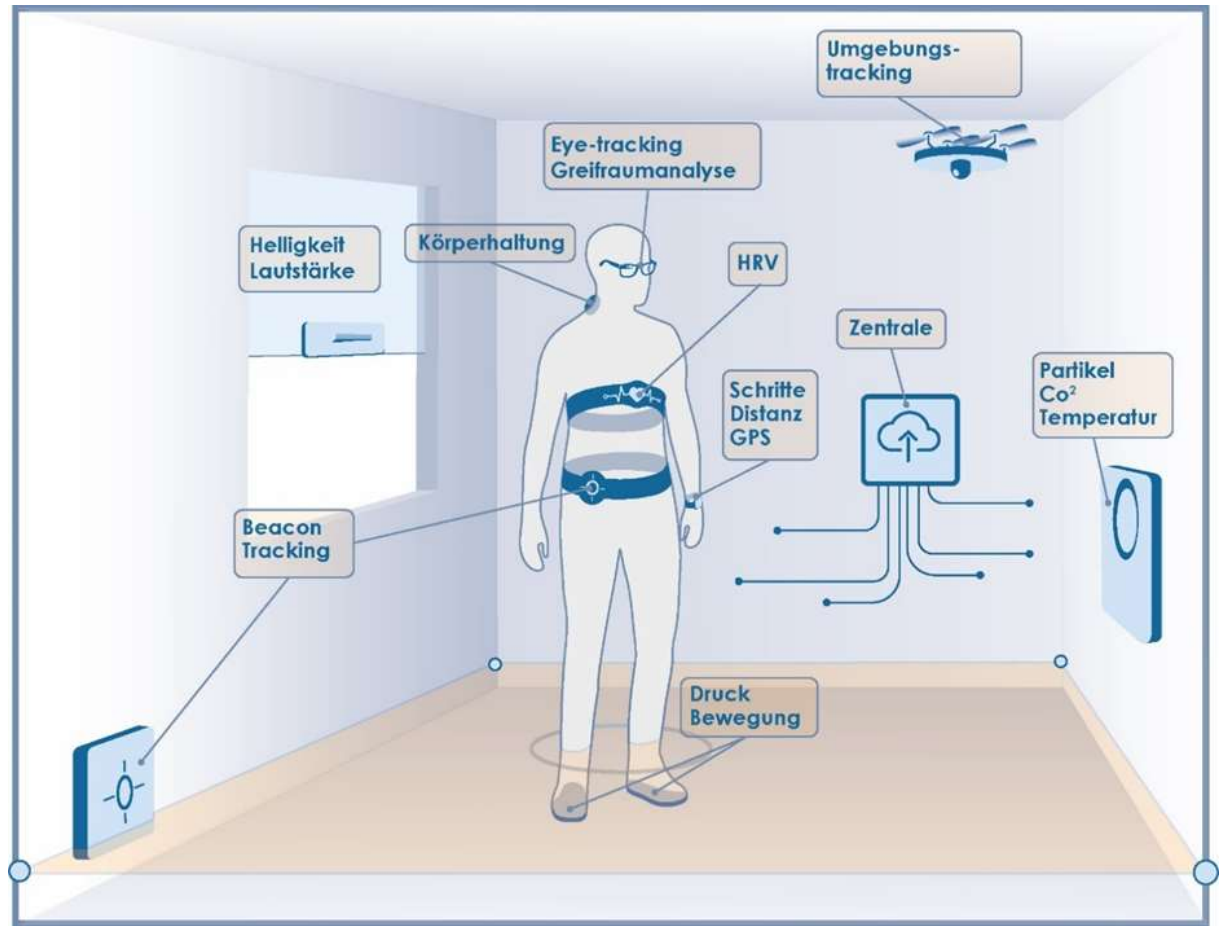 Umgebungs-
tracking
Eye-tracking
Greifraumanalyse
Körperhaltung
Helligkeit
Lautstärke
HRV
Zentrale
Partikel
Co²
Temperatur
Schritte
Distanz
GPS
Beacon
Tracking
Druck
Bewegung